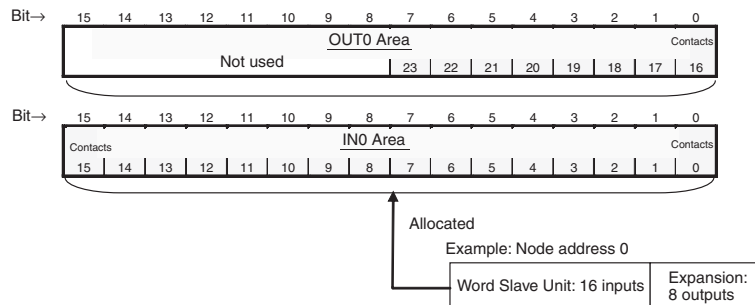 Bit→ 15 14 13 12 11 10 9 8 7 6 5 4 3 2 1 0
OUT0 Area Contacts
Not used 23 22 21 20 19 18 17 16
Bit→ 15 14 13 12 11 10 9 8 7 6 5 4 3 2 1 0
Contacts IN0 Area Contacts
15 14 13 12 11 10 9 8 7 6 5 4 3 2 1 0
Allocated
Example: Node address 0
Word Slave Unit: 16 inputs Expansion:
8 outputs